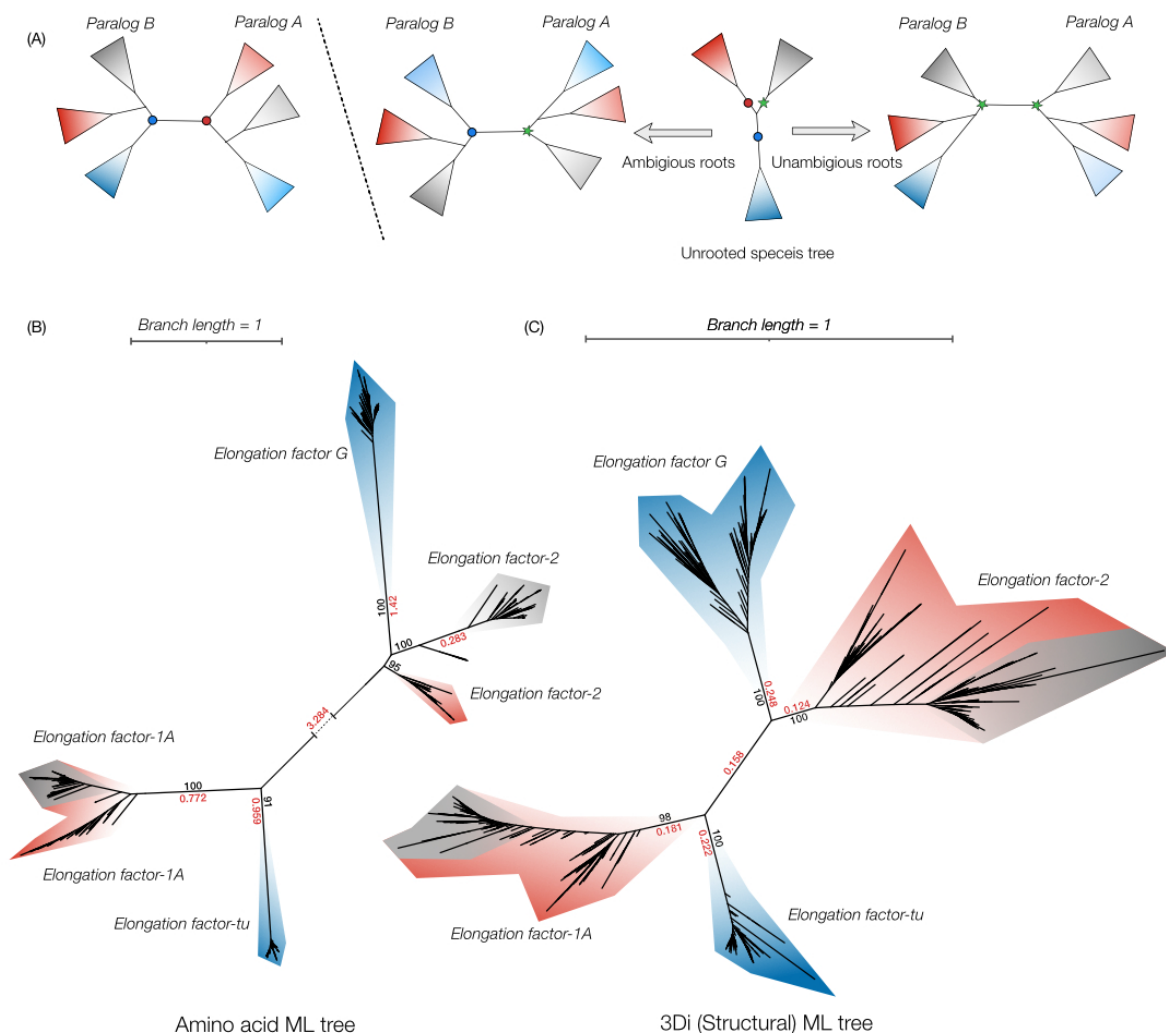 (A)
Paralog B
Paralog A
Paralog B
Paralog A
Paralog B
Paralog A
Ambigious roots
Unambigious roots
Unrooted speceis tree
(B)
Branch length = 1
(C)
Branch length = 1
Elongation factor G
Elongation factor G
Elongation factor-2
Elongation factor-2
100
1.42
100
0.283
95
Elongation factor-2
3.284
0.248
100
0.124
100
0.158
Elongation factor-1A
100
0.772
91
0.959
98
0.181
100
0.222
Elongation factor-1A
Elongation factor-tu
Elongation factor-tu
Elongation factor-1A
Amino acid ML tree
3Di (Structural) ML tree